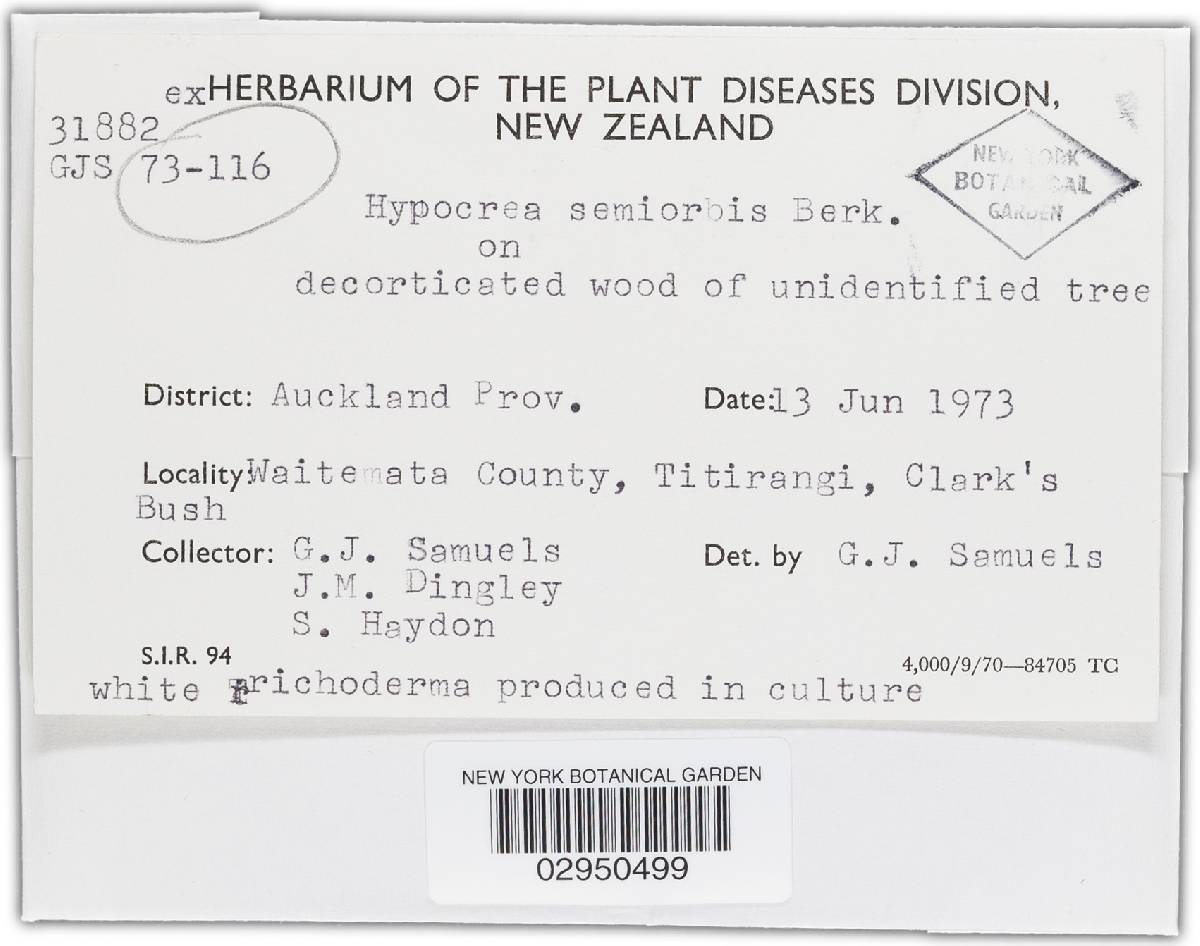 exHERBARIUM OF THE PLANT DISEASES DIVISION,
NEW ZEALAND
31882
GJS 73-116
NEW YORK
BOTANICAL
GARDEN
Hypocrea semiorbis Berk.
on
decorticated wood of unidentified tree
District: Auckland Prov.
Date: 13 Jun 1973
Locality: Waitemata County, Titirangi, Clark's
Bush
Collector: G.J. Samuels
J.M. Dingley
S. Haydon
Det. by G.J. Samuels
S.I.R. 94
4,000/9/70—84705 TC
white Trichoderma produced in culture
NEW YORK BOTANICAL GARDEN
02950499